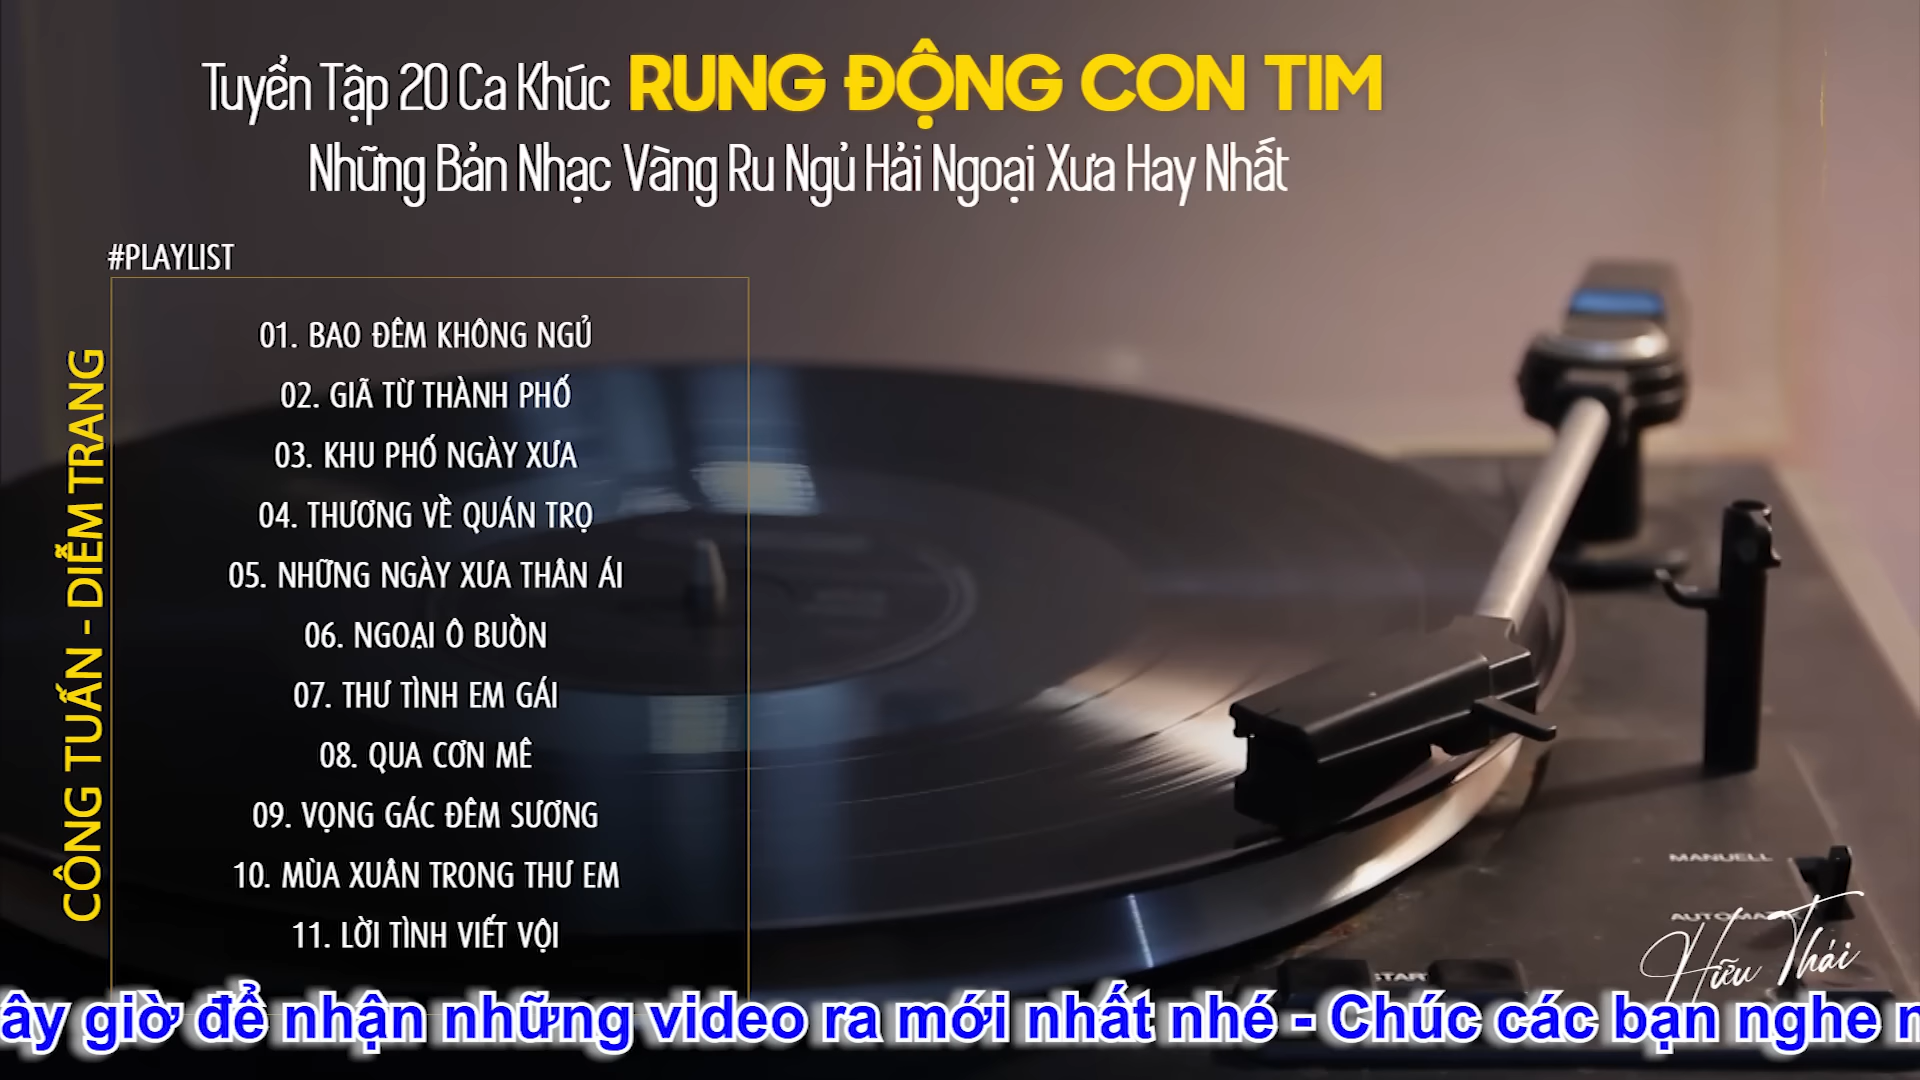 Tuyển Tập 20 Ca Khúc RUNG ĐỘNG CON TIM
Những Bản Nhạc Vàng Ru Ngủ Hải Ngoại Xưa Hay Nhất
#PLAYLIST
CÔNG TUẤN - DIỄM TRANG
01. BAO ĐÊM KHÔNG NGỦ
02. GIÃ TỪ THÀNH PHỐ
03. KHU PHỐ NGÀY XƯA
04. THƯƠNG VỀ QUÁN TRỌ
05. NHỮNG NGÀY XƯA THÂN ÁI
06. NGOẠI Ô BUỒN
07. THƯ TÌNH EM GÁI
08. QUA CƠN MÊ
09. VỌNG GÁC ĐÊM SƯƠNG
10. MÙA XUÂN TRONG THƯ EM
11. LỜI TÌNH VIẾT VỘI
MANUELL
AUTOMATIK
START
Hữu Thái
ây giờ để nhận những video ra mới nhất nhé - Chúc các bạn nghe n